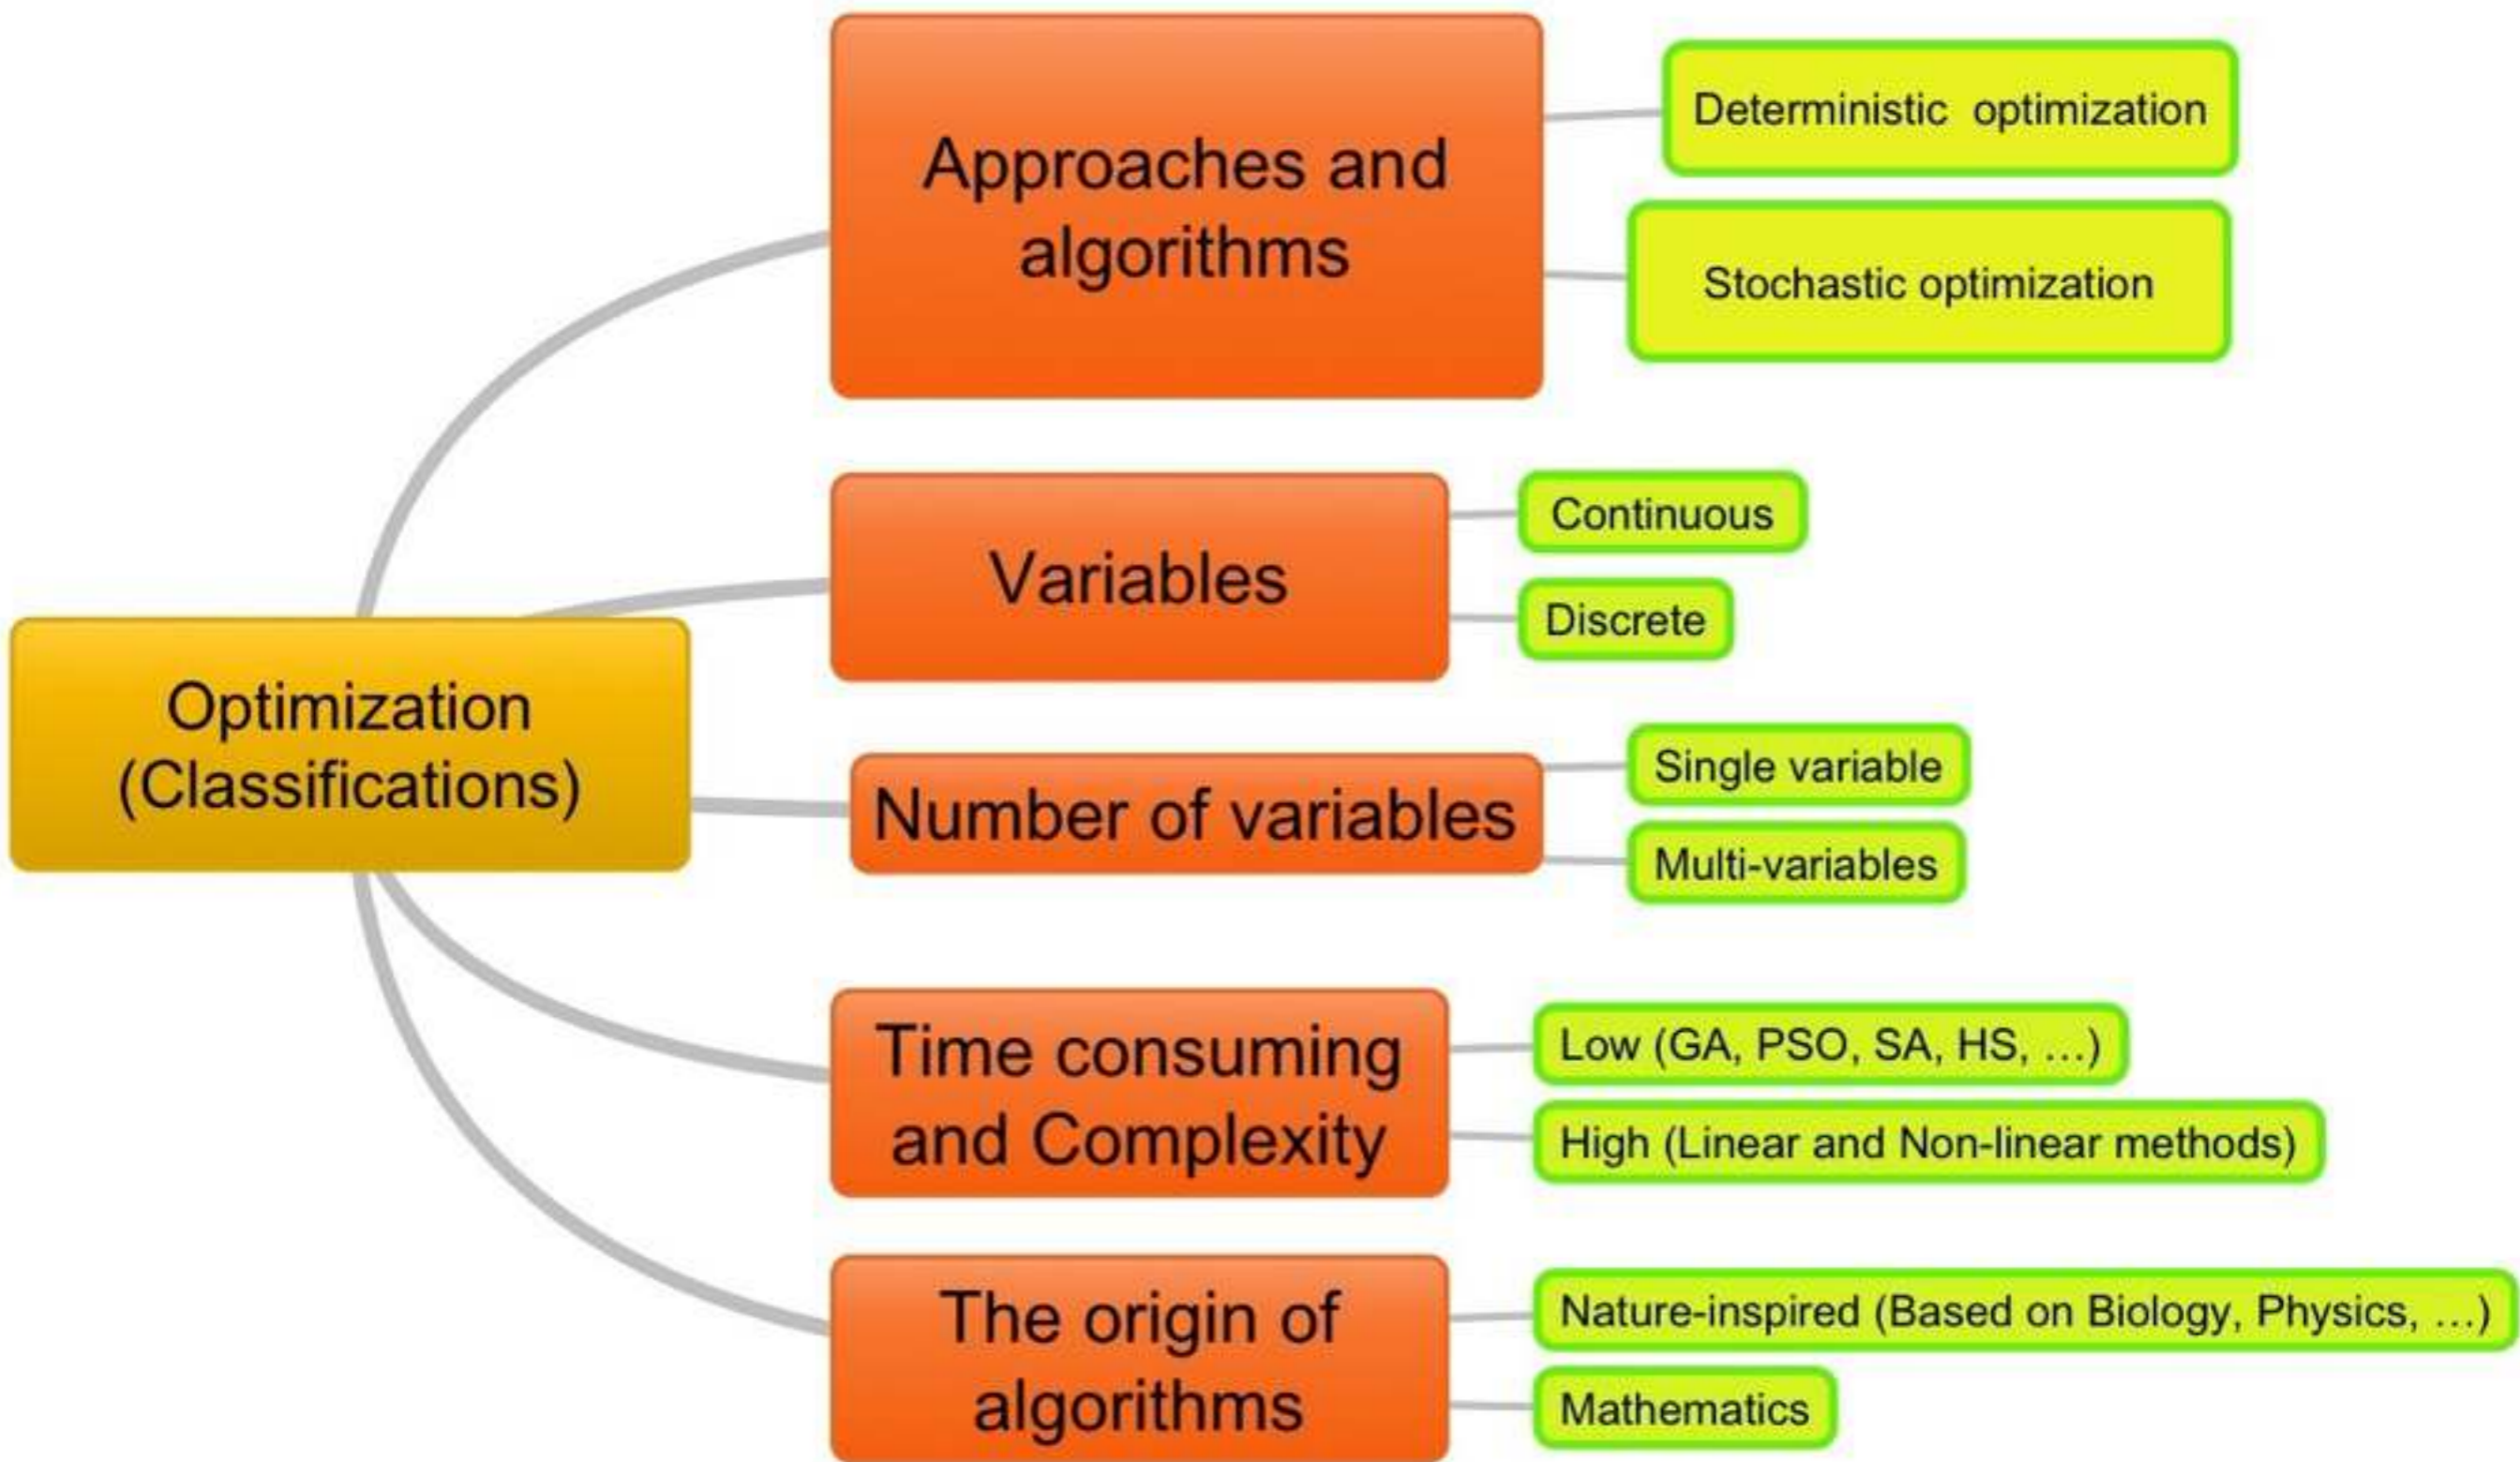 Optimization
(Classifications)
Approaches and
algorithms
Deterministic  optimization
Stochastic optimization
Variables
Continuous
Discrete
Number of variables
Single variable
Multi-variables
Time consuming
and Complexity
Low (GA, PSO, SA, HS, …)
High (Linear and Non-linear methods)
The origin of
algorithms
Nature-inspired (Based on Biology, Physics, …)
Mathematics